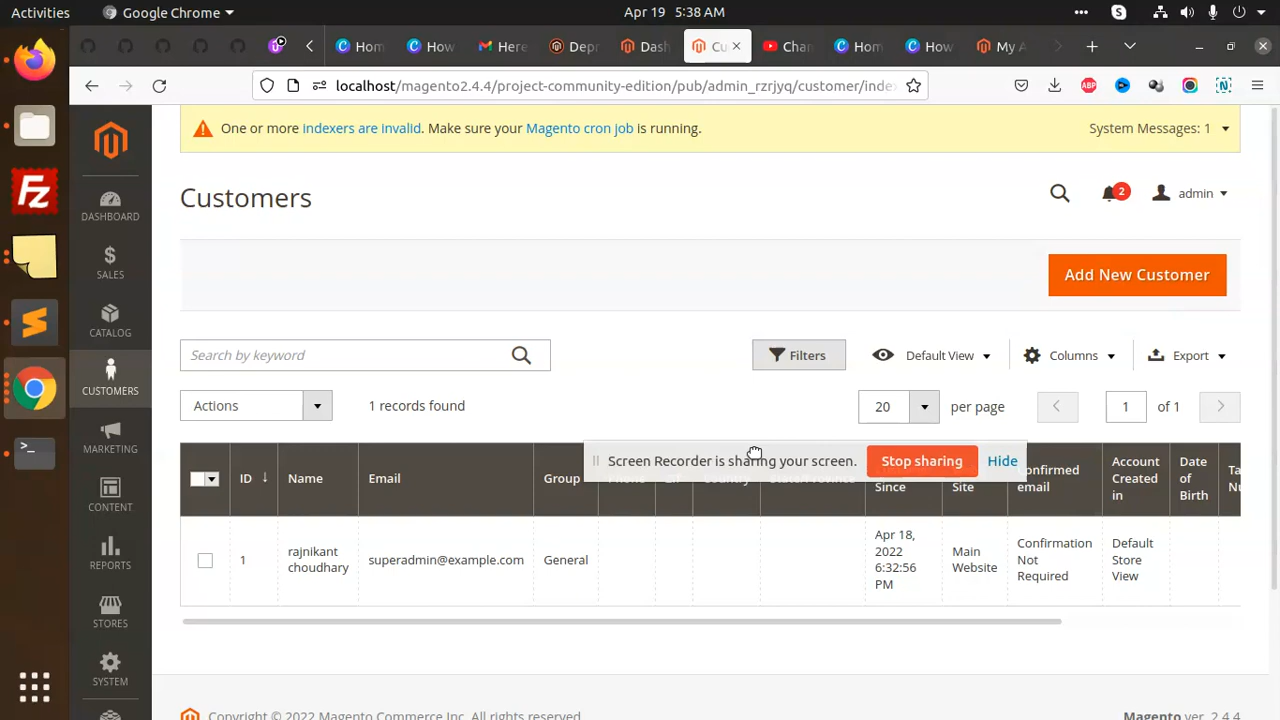 Activities Google Chrome Apr 19 5:38 AM
Hom How Here Depr Dash Cu Chan Hom How My A
localhost/magento2.4.4/project-community-edition/pub/admin_rzrjyq/customer/inde
One or more indexers are invalid. Make sure your Magento cron job is running. System Messages: 1
Customers
2 admin
DASHBOARD
SALES
CATALOG
CUSTOMERS
MARKETING
CONTENT
REPORTS
STORES
SYSTEM
Add New Customer
Search by keyword Filters Default View Columns Export
Actions 1 records found 20 per page 1 of 1
Screen Recorder is sharing your screen. Stop sharing Hide
ID Name Email Group Since Site Confirmed email Account Created in Date of Birth
1 rajnikant choudhary superadmin@example.com General Apr 18, 2022 6:32:56 PM Main Website Confirmation Not Required Default Store View
Copyright © 2022 Magento Commerce Inc. All rights reserved. Magento ver. 2.4.4